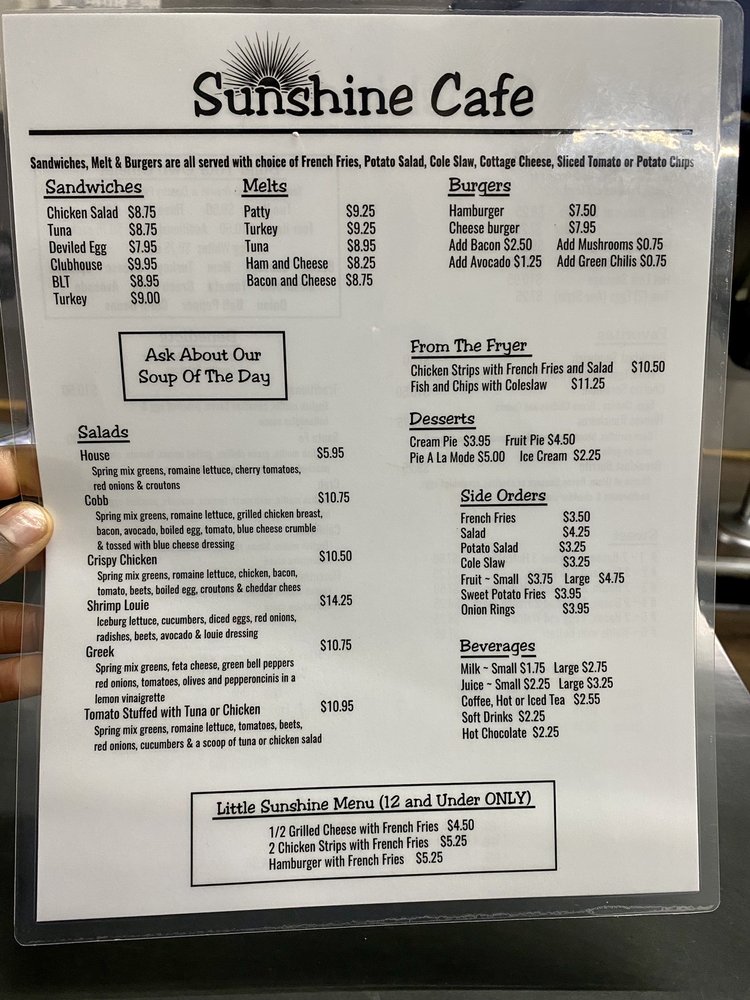 Sunshine Cafe
Sandwiches, Melt & Burgers are all served with choice of French Fries, Potato Salad, Cole Slaw, Cottage Cheese, Sliced Tomato or Potato Chips
Sandwiches
Chicken Salad $8.75
Tuna $8.75
Deviled Egg $7.95
Clubhouse $9.95
BLT $8.95
Turkey $9.00
Melts
Patty $9.25
Turkey $9.25
Tuna $8.95
Ham and Cheese $8.25
Bacon and Cheese $8.75
Burgers
Hamburger $7.50
Cheese burger $7.95
Add Bacon $2.50 Add Mushrooms $0.75
Add Avocado $1.25 Add Green Chilis $0.75
Ask About Our
Soup Of The Day
From The Fryer
Chicken Strips with French Fries and Salad $10.50
Fish and Chips with Coleslaw $11.25
Desserts
Cream Pie $3.95 Fruit Pie $4.50
Pie A La Mode $5.00 Ice Cream $2.25
Salads
House $5.95
Spring mix greens, romaine lettuce, cherry tomatoes,
red onions & croutons
Cobb $10.75
Spring mix greens, romaine lettuce, grilled chicken breast,
bacon, avocado, boiled egg, tomato, blue cheese crumble
& tossed with blue cheese dressing
Crispy Chicken $10.50
Spring mix greens, romaine lettuce, chicken, bacon,
tomato, beets, boiled egg, croutons & cheddar chees
Shrimp Louie $14.25
Iceburg lettuce, cucumbers, diced eggs, red onions,
radishes, beets, avocado & louie dressing
Greek $10.75
Spring mix greens, feta cheese, green bell peppers
red onions, tomatoes, olives and pepperoncinis in a
lemon vinaigrette
Tomato Stuffed with Tuna or Chicken $10.95
Spring mix greens, romaine lettuce, tomatoes, beets,
red onions, cucumbers & a scoop of tuna or chicken salad
Side Orders
French Fries $3.50
Salad $4.25
Potato Salad $3.25
Cole Slaw $3.25
Fruit ~ Small $3.75 Large $4.75
Sweet Potato Fries $3.95
Onion Rings $3.95
Beverages
Milk ~ Small $1.75 Large $2.75
Juice ~ Small $2.25 Large $3.25
Coffee, Hot or Iced Tea $2.55
Soft Drinks $2.25
Hot Chocolate $2.25
Little Sunshine Menu (12 and Under ONLY)
1/2 Grilled Cheese with French Fries $4.50
2 Chicken Strips with French Fries $5.25
Hamburger with French Fries $5.25